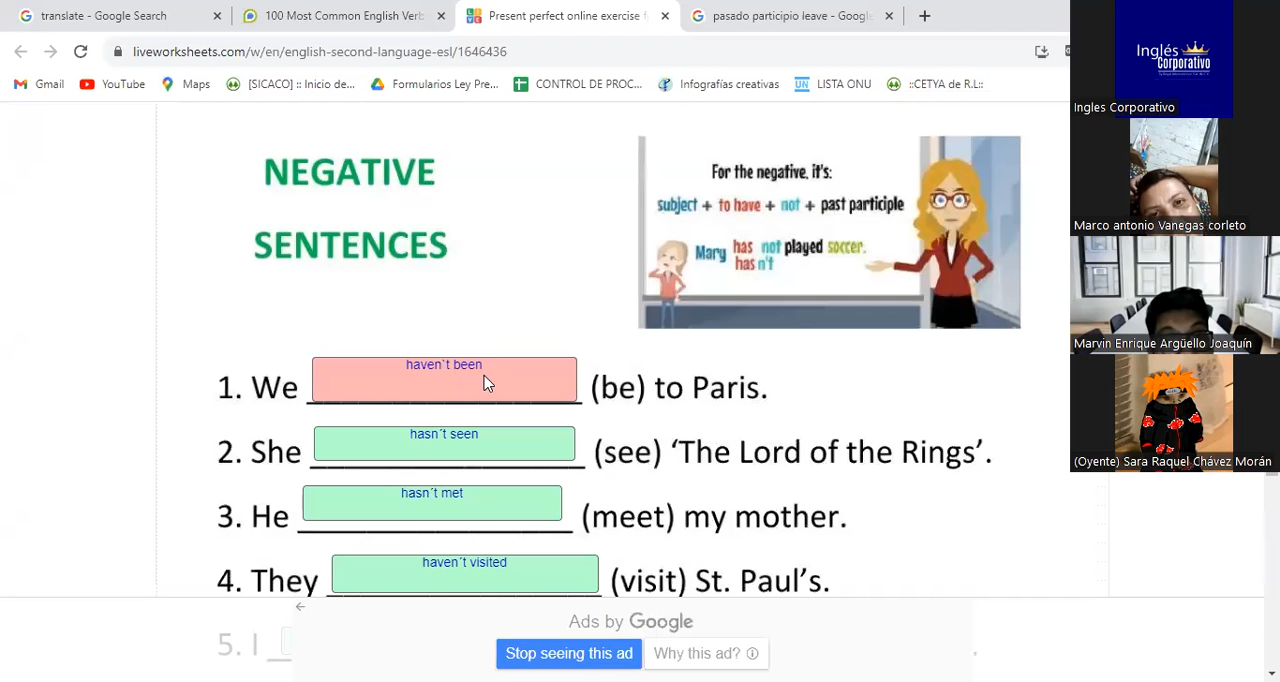 translate - Google Search
100 Most Common English Verb
Present perfect online exercise f
pasado participio leave - Google
liveworksheets.com/w/en/english-second-language-esl/1646436
Gmail
YouTube
Maps
[SICACO] :: Inicio de...
Formularios Ley Pre...
CONTROL DE PROC...
Infografías creativas
LISTA ONU
::CETYA de R.L::
NEGATIVE
SENTENCES
For the negative, it's:
subject + to have + not + past participle
Mary has not played soccer.
has n't
1. We haven`t been (be) to Paris.
2. She hasn´t seen (see) ‘The Lord of the Rings’.
3. He hasn´t met (meet) my mother.
4. They haven´t visited (visit) St. Paul’s.
5. I
Ads by Google
Stop seeing this ad
Why this ad?
Inglés
Corporativo
Ingles Corporativo
Marco antonio Vanegas corleto
Marvin Enrique Argüello Joaquín
(Oyente) Sara Raquel Chávez Morán